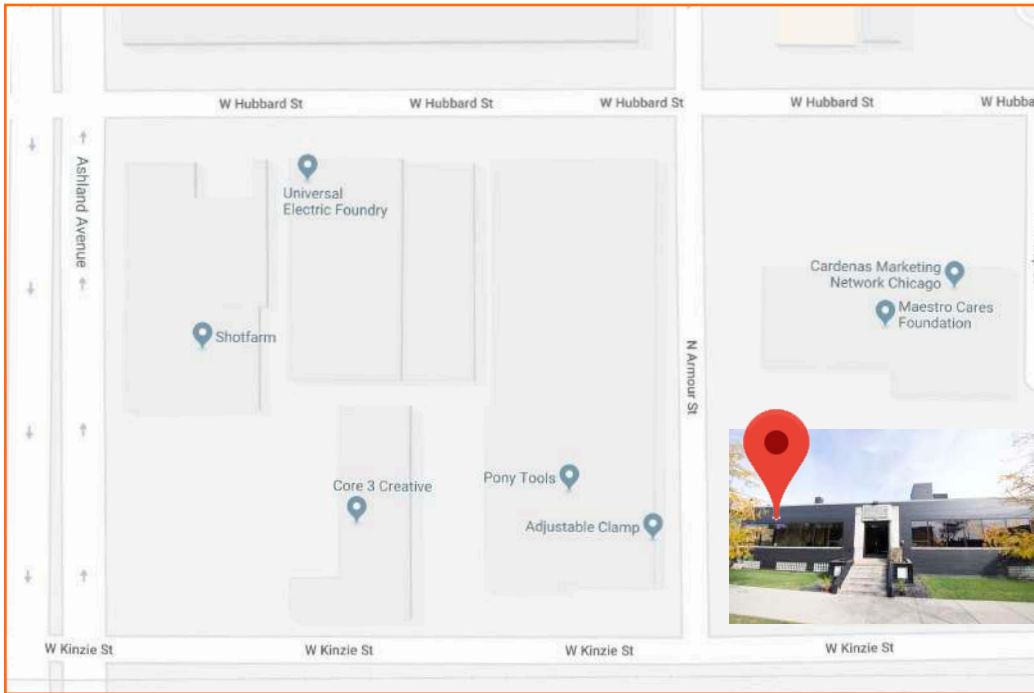 W Hubbard St
W Hubbard St
W Hubbard St
W Hubbard St
W Hubba
Ashland Avenue
Universal
Electric Foundry
Cardenas Marketing
Network Chicago
Maestro Cares
Foundation
Shotfarm
N Armour St
Core 3 Creative
Pony Tools
Adjustable Clamp
W Kinzie St
W Kinzie St
W Kinzie St
W Kinzie St